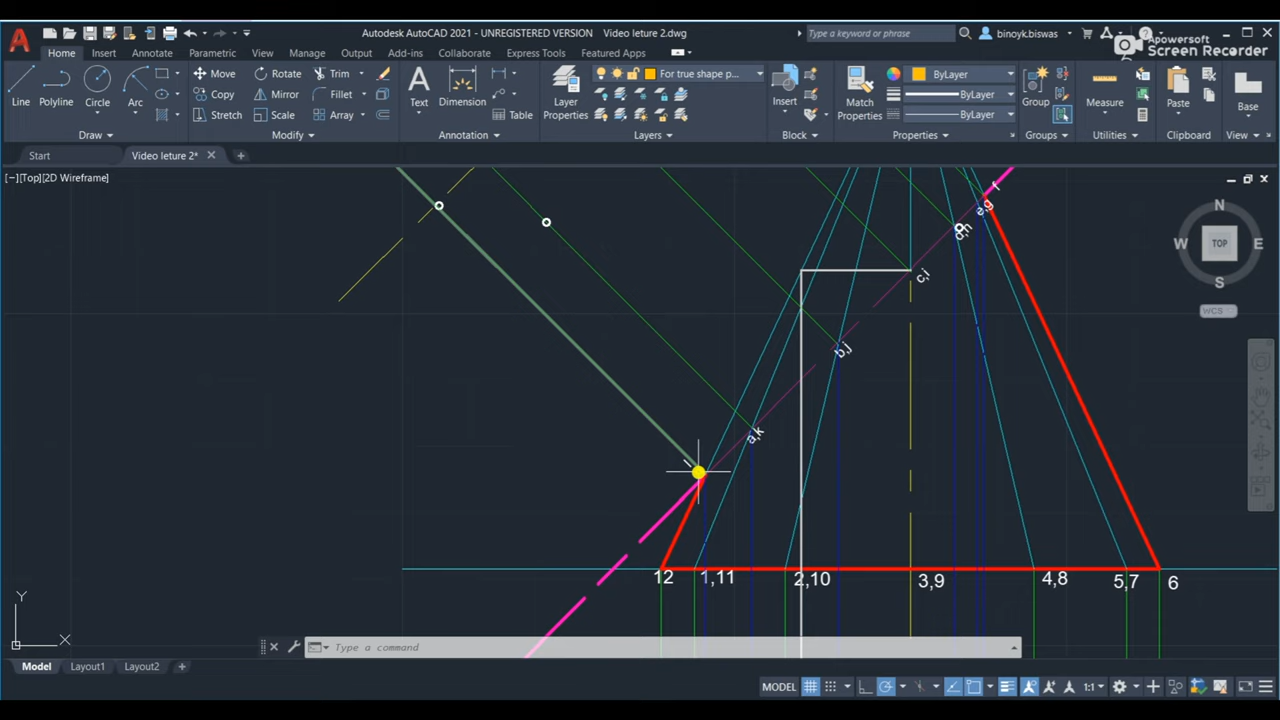 Autodesk AutoCAD 2021 - UNREGISTERED VERSION Video leture 2.dwg
Type a keyword or phrase
binoyk.biswas
Apowersoft
Screen Recorder
Home Insert Annotate Parametric View Manage Output Add-ins Collaborate Express Tools Featured Apps
Line Polyline Circle Arc
Move Rotate Trim
Copy Mirror Fillet
Stretch Scale Array
Text Dimension Table
Layer Properties
For true shape p...
Insert
Match Properties
ByLayer
ByLayer
ByLayer
Group Measure Paste Base
Draw Modify Annotation Layers Block Properties Groups Utilities Clipboard View
Start Video leture 2*
[−][Top][2D Wireframe]
N
W TOP E
S
WCS
f
e,g
d,h
c,i
b,j
a,k
12 1,11 2,10 3,9 4,8 5,7 6
Y
X
Type a command
Model Layout1 Layout2
MODEL 1:1